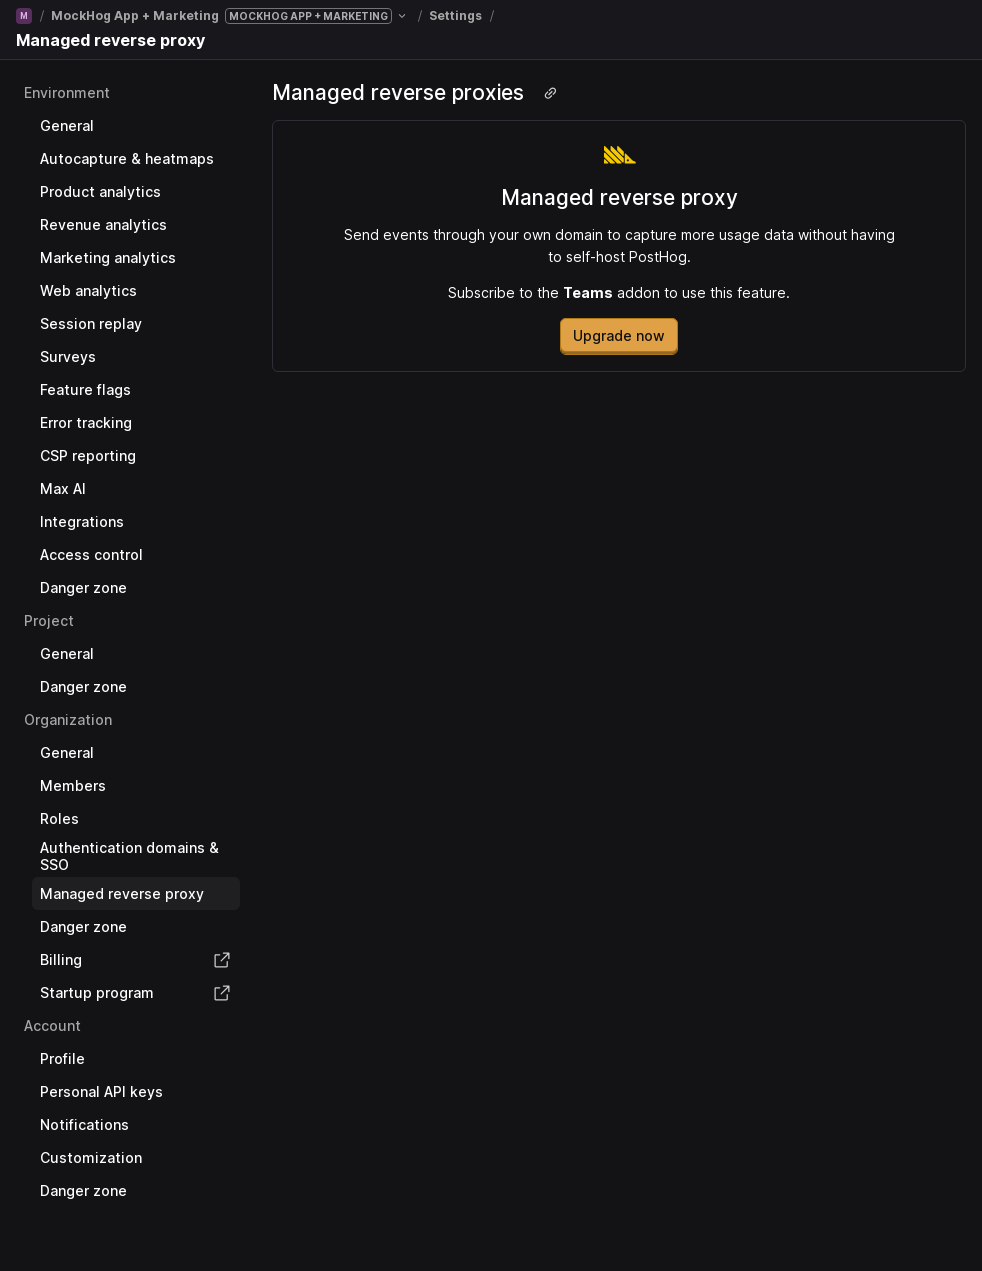 M / MockHog App + Marketing MOCKHOG APP + MARKETING / Settings /
Managed reverse proxy
Environment
General
Autocapture & heatmaps
Product analytics
Revenue analytics
Marketing analytics
Web analytics
Session replay
Surveys
Feature flags
Error tracking
CSP reporting
Max AI
Integrations
Access control
Danger zone
Project
General
Danger zone
Organization
General
Members
Roles
Authentication domains &
SSO
Managed reverse proxy
Danger zone
Billing
Startup program
Account
Profile
Personal API keys
Notifications
Customization
Danger zone
Managed reverse proxies
Managed reverse proxy
Send events through your own domain to capture more usage data without having
to self-host PostHog.
Subscribe to the Teams addon to use this feature.
Upgrade now